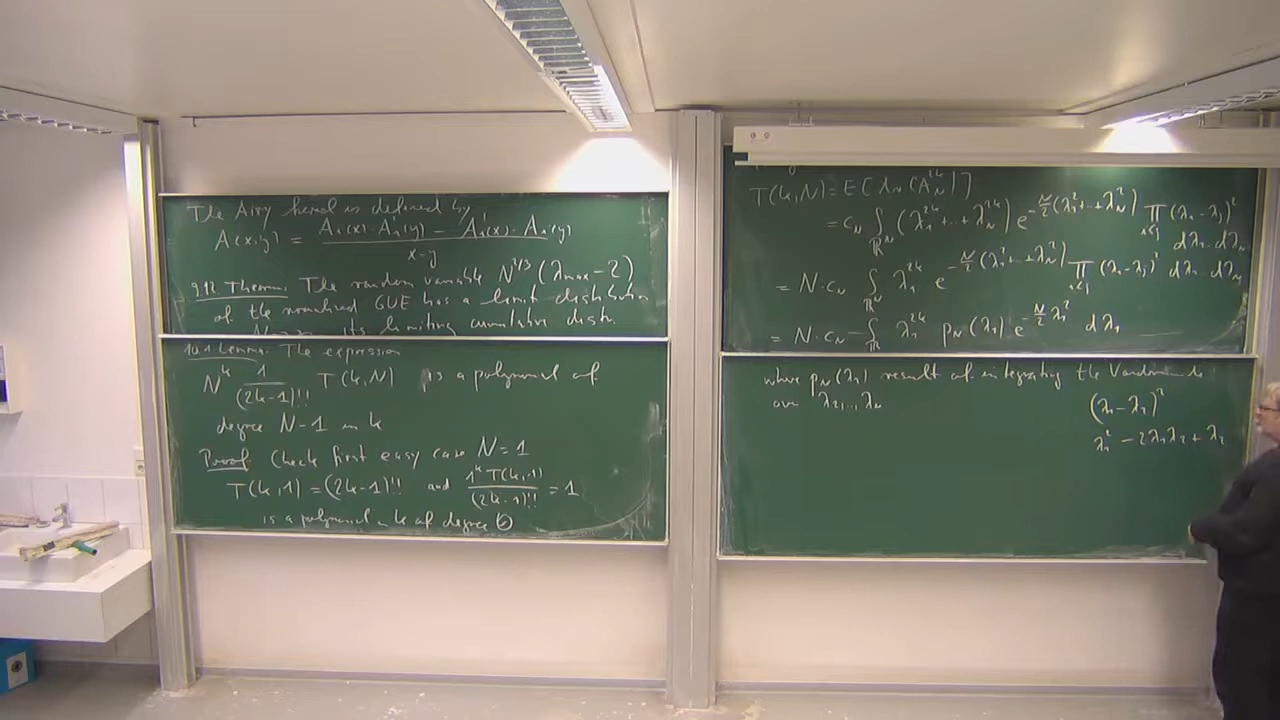 The Airy kernel is defined by
A(x,y) = (Ai(x)·Ai'(y) − Ai'(x)·Ai(y)) / (x−y)
9.12 Theorem: The random variable N^{2/3} (λmax − 2)
of the normalized GUE has a limit distribution
its limiting cumulative distr.
10.1 Lemma: The expression
N^k 1/(2k−1)!! T(k,N) is a polynomial of
degree N−1 in k
Proof: Check first easy case N=1
T(k,1) = (2k−1)!! and 1^k T(k,1)/(2k−1)!! = 1
is a polynomial in k of degree 0
T(k,N) = E[tr(A_N^{2k})]
= c_N ∫_{ℝ^N} (λ1^{2k} + … + λN^{2k}) e^{−N/2 (λ1² + … + λN²)} ∏_{i<j} (λi − λj)² dλ1…dλN
= N·c_N · ∫_{ℝ^N} λ1^{2k} e^{−N/2 (λ1² + … + λN²)} ∏_{i<j} (λi − λj)² dλ1…dλN
= N·c_N · ∫_ℝ λ1^{2k} p_N(λ1) e^{−N/2 λ1²} dλ1
where p_N(λ1) result of integrating the Vandermonde
over λ2,…,λN
(λ1 − λ2)²
λ1² − 2λ1λ2 + λ2